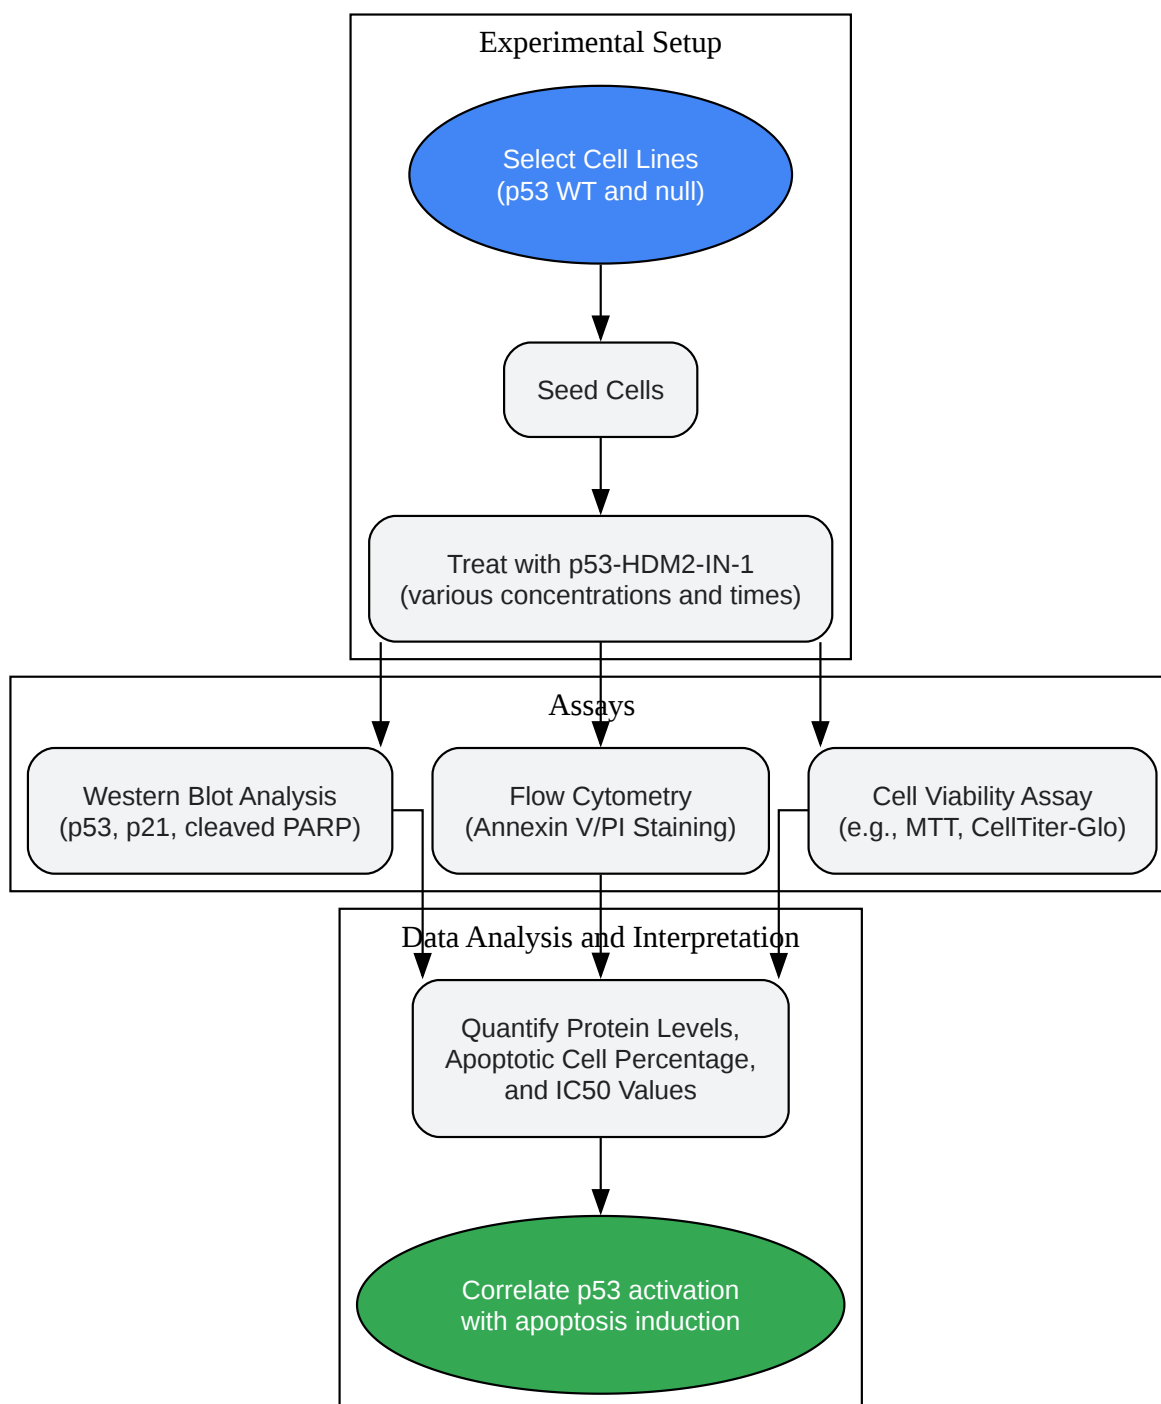 Experimental Setup
Select Cell Lines
(p53 WT and null)
Seed Cells
Treat with p53-HDM2-IN-1
(various concentrations and times)
Assays
Western Blot Analysis
(p53, p21, cleaved PARP)
Flow Cytometry
(Annexin V/PI Staining)
Cell Viability Assay
(e.g., MTT, CellTiter-Glo)
Data Analysis and Interpretation
Quantify Protein Levels,
Apoptotic Cell Percentage,
and IC50 Values
Correlate p53 activation
with apoptosis induction